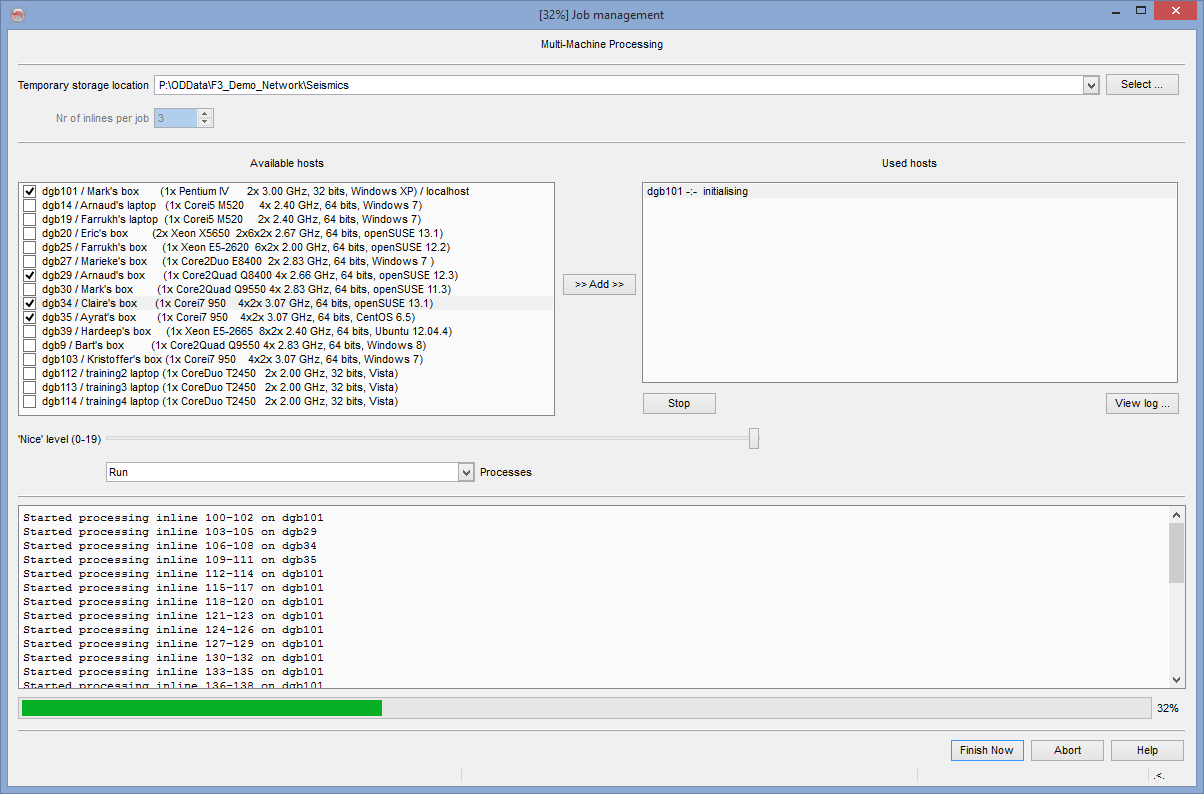 [32%] Job management
Multi-Machine Processing
Temporary storage location P:\ODData\F3_Demo_Network\Seismics Select ...
Nr of inlines per job 3
Available hosts Used hosts
dgb101 / Mark's box (1x Pentium IV 2x 3.00 GHz, 32 bits, Windows XP) / localhost dgb101 -:- initialising
dgb14 / Arnaud's laptop (1x Corei5 M520 4x 2.40 GHz, 64 bits, Windows 7)
dgb19 / Farrukh's laptop (1x Corei5 M520 2x 2.40 GHz, 64 bits, Windows 7)
dgb20 / Eric's box (2x Xeon X5650 2x6x2x 2.67 GHz, 64 bits, openSUSE 13.1)
dgb25 / Farrukh's box (1x Xeon E5-2620 6x2x 2.00 GHz, 64 bits, openSUSE 12.2)
dgb27 / Marieke's box (1x Core2Duo E8400 2x 2.83 GHz, 64 bits, Windows 7 )
dgb29 / Arnaud's box (1x Core2Quad Q8400 4x 2.66 GHz, 64 bits, openSUSE 12.3)
dgb30 / Mark's box (1x Core2Quad Q9550 4x 2.83 GHz, 64 bits, openSUSE 11.3)
>> Add >>
dgb34 / Claire's box (1x Corei7 950 4x2x 3.07 GHz, 64 bits, openSUSE 13.1)
dgb35 / Ayrat's box (1x Corei7 950 4x2x 3.07 GHz, 64 bits, CentOS 6.5)
dgb39 / Hardeep's box (1x Xeon E5-2665 8x2x 2.40 GHz, 64 bits, Ubuntu 12.04.4)
dgb9 / Bart's box (1x Core2Quad Q9550 4x 2.83 GHz, 64 bits, Windows 8)
dgb103 / Kristoffer's box (1x Corei7 950 4x2x 3.07 GHz, 64 bits, Windows 7)
dgb112 / training2 laptop (1x CoreDuo T2450 2x 2.00 GHz, 32 bits, Vista)
dgb113 / training3 laptop (1x CoreDuo T2450 2x 2.00 GHz, 32 bits, Vista)
dgb114 / training4 laptop (1x CoreDuo T2450 2x 2.00 GHz, 32 bits, Vista)
Stop View log ...
'Nice' level (0-19)
Run Processes
Started processing inline 100-102 on dgb101
Started processing inline 103-105 on dgb29
Started processing inline 106-108 on dgb34
Started processing inline 109-111 on dgb35
Started processing inline 112-114 on dgb101
Started processing inline 115-117 on dgb101
Started processing inline 118-120 on dgb101
Started processing inline 121-123 on dgb101
Started processing inline 124-126 on dgb101
Started processing inline 127-129 on dgb101
Started processing inline 130-132 on dgb101
Started processing inline 133-135 on dgb101
Started processing inline 136-138 on dgb101
32%
Finish Now Abort Help
.<.